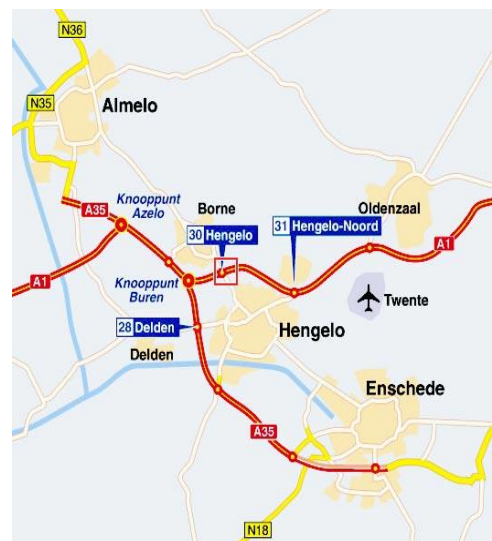 N36
N35
Almelo
Knooppunt
Azelo
A35
Borne
30 Hengelo
31 Hengelo-Noord
Oldenzaal
A1
A1
Knooppunt
Buren
Twente
28 Delden
Delden
Hengelo
Enschede
A35
N18